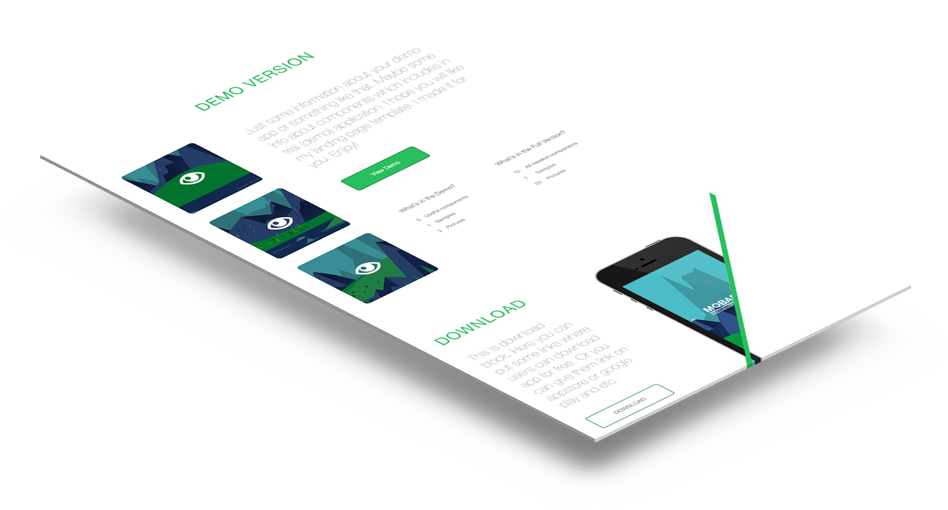 DEMO VERSION
Just some information about your demo
app or something like that. Maybe some
info about components which includes in
trial (demo) application. I hope you will like
my landing page template. I made it for
you. Enjoy!
View Demo
What's in the Demo?
5 Useful components
1 Samples
2 Pictures
What's in the Full Version?
10 All needed components
7 Samples
20 Pictures
DOWNLOAD
This is download
block. Here you can
put some links where
users can download
app for free. Or you
can give them link on
appstore or google
play and etc.
DOWNLOAD